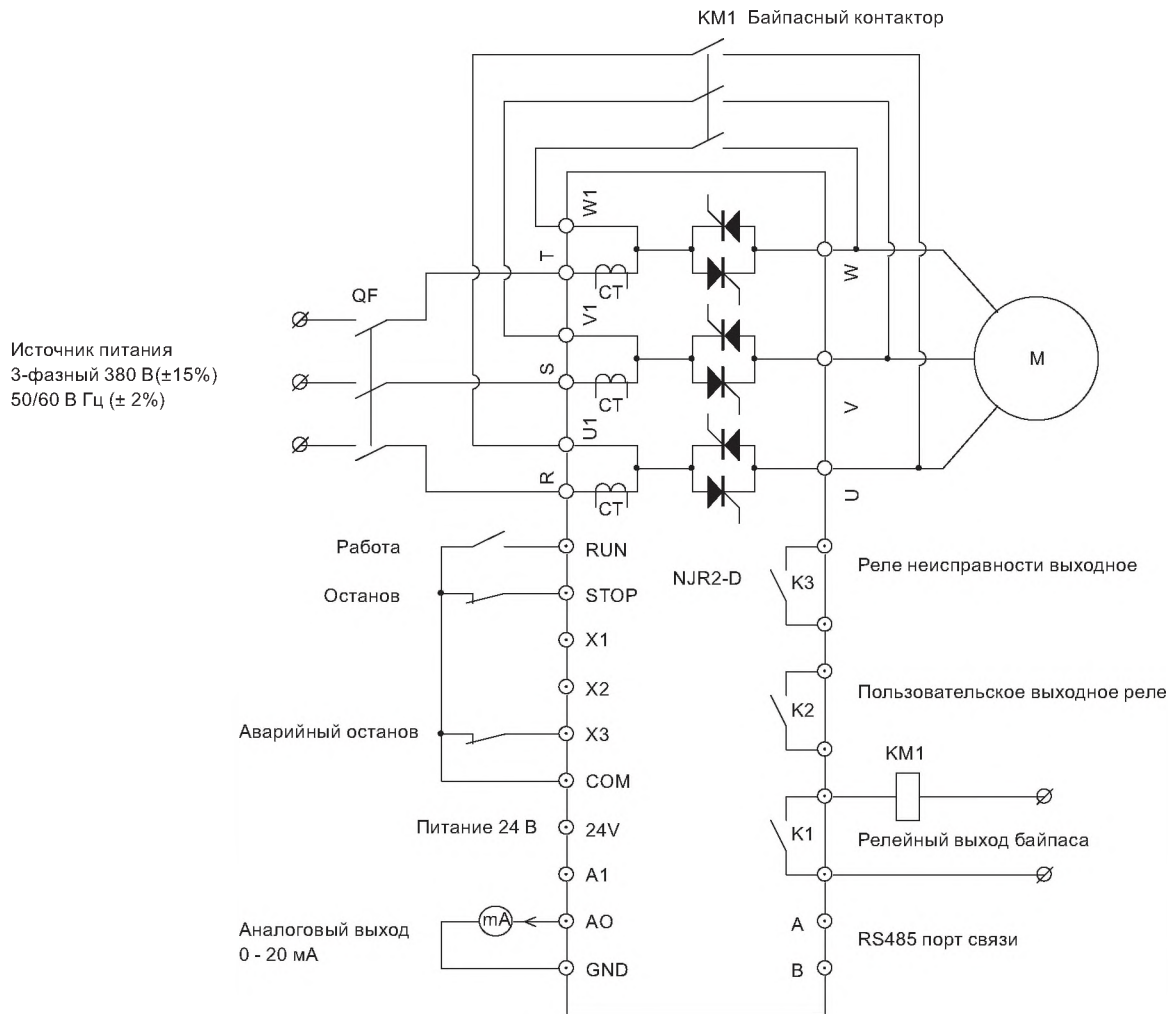 KM1 Байпасный контактор
W1
T
CT
W
QF
V1
Источник питания
3-фазный 380 В(±15%)
50/60 В Гц (± 2%)
S
CT
V
M
U1
R
CT
U
Работа
RUN
NJR2-D
K3
Реле неисправности выходное
Останов
STOP
X1
X2
K2
Пользовательское выходное реле
Аварийный останов
X3
COM
KM1
Питание 24 В
24V
K1
Релейный выход байпаса
A1
Аналоговый выход
0 - 20 мА
mA
AO
A
RS485 порт связи
GND
B